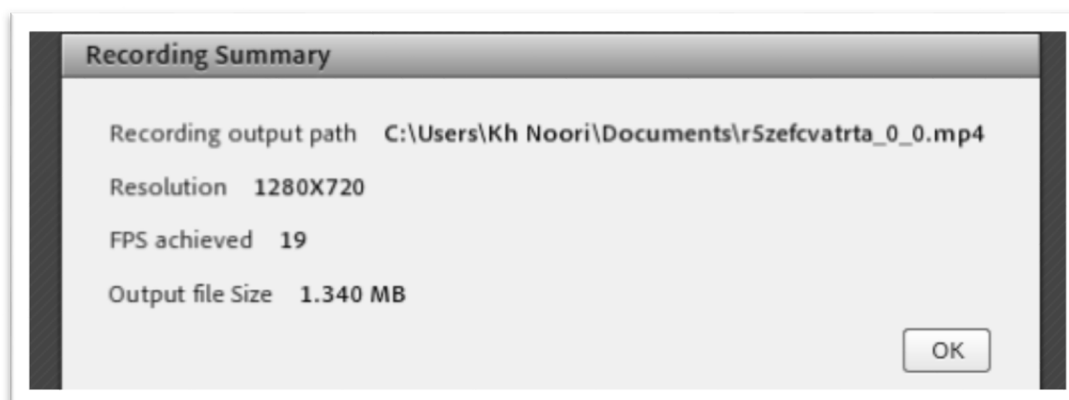 Recording Summary
Recording output path C:\Users\Kh Noori\Documents\r5zefcvatrta_0_0.mp4
Resolution 1280X720
FPS achieved 19
Output file Size 1.340 MB
OK